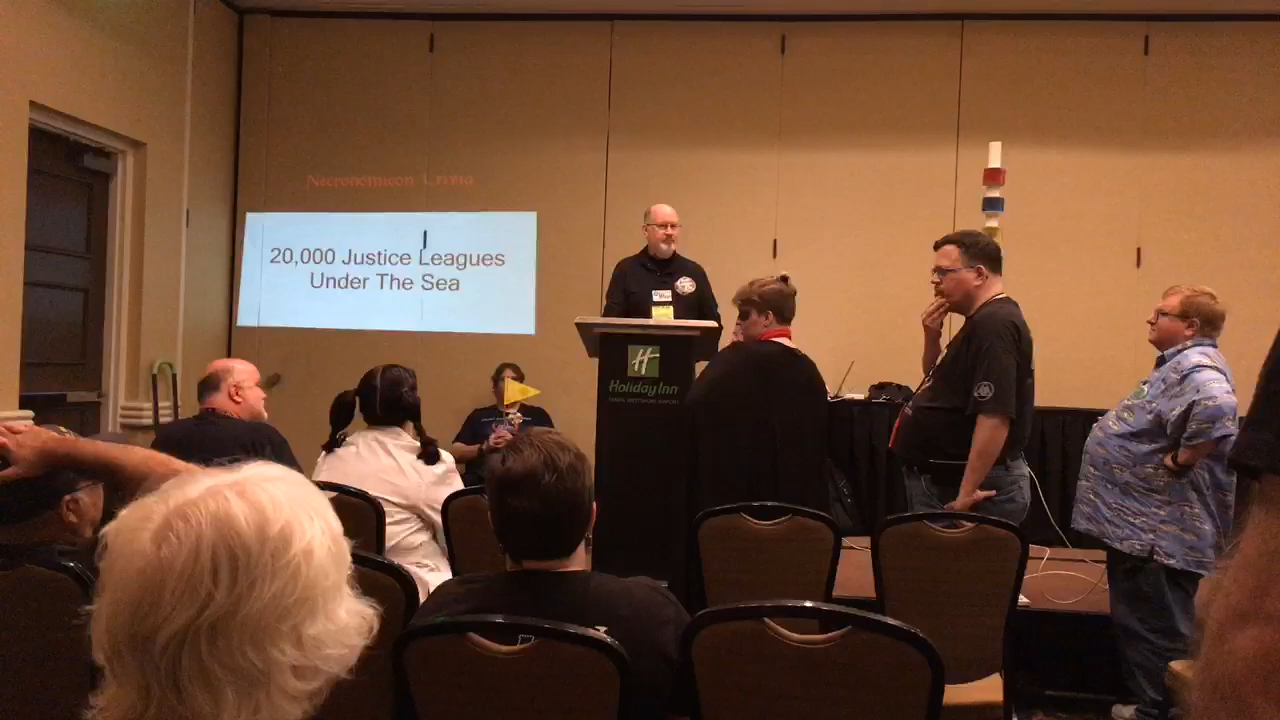 Necronomicon
20,000 Justice Leagues
Under The Sea
H
Holiday Inn